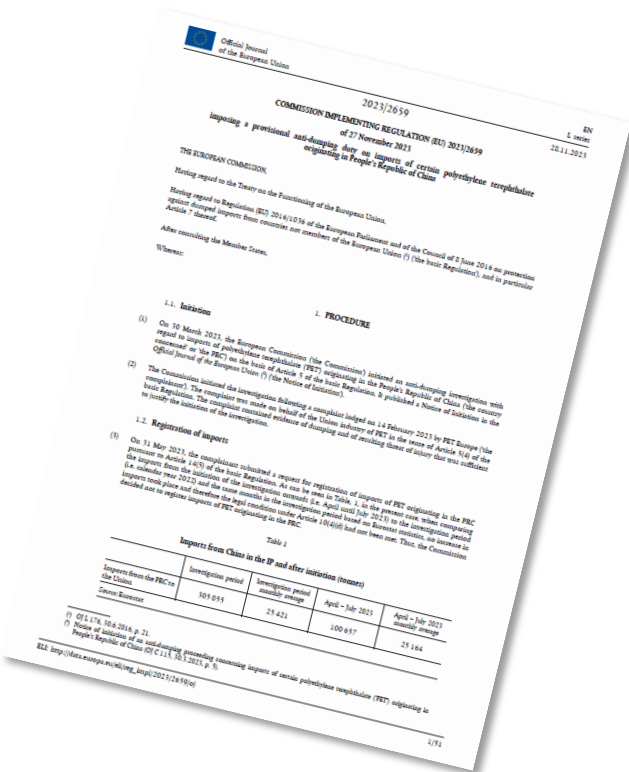 Official Journal
of the European Union
2023/2659
EN
L series
28.11.2023
COMMISSION IMPLEMENTING REGULATION (EU) 2023/2659
of 27 November 2023
imposing a provisional anti-dumping duty on imports of certain polyethylene terephthalate
originating in People's Republic of China
THE EUROPEAN COMMISSION,
Having regard to the Treaty on the Functioning of the European Union,
Having regard to Regulation (EU) 2016/1036 of the European Parliament and of the Council of 8 June 2016 on protection
against dumped imports from countries not members of the European Union (¹) ('the basic Regulation'), and in particular
Article 7 thereof,
After consulting the Member States,
Whereas:
1. PROCEDURE
1.1. Initiation
(1) On 30 March 2023, the European Commission ('the Commission') initiated an anti-dumping investigation with
regard to imports of polyethylene terephthalate ('PET') originating in the People's Republic of China ('the country
concerned' or 'the PRC') on the basis of Article 5 of the basic Regulation. It published a Notice of Initiation in the
Official Journal of the European Union (²) ('the Notice of Initiation').
(2) The Commission initiated the investigation following a complaint lodged on 14 February 2023 by PET Europe ('the
complainant'). The complaint was made on behalf of the Union industry of PET in the sense of Article 5(4) of the
basic Regulation. The complaint contained evidence of dumping and of resulting threat of injury that was sufficient
to justify the initiation of the investigation.
1.2. Registration of imports
(3) On 31 May 2023, the complainant submitted a request for registration of imports of PET originating in the PRC
pursuant to Article 14(5) of the basic Regulation. As can be seen in Table, 1, in the present case, when comparing
the imports from the initiation of the investigation onwards (i.e. April until July 2023) to the investigation period
(i.e. calendar year 2022) and the same months in the investigation period based on Eurostat statistics, no increase in
imports took place and therefore the legal condition under Article 10(4)(d) had not been met. Thus, the Commission
decided not to register imports of PET originating in the PRC.
Table 1
Imports from China in the IP and after initiation (tonnes)
Investigation period
Investigation period
monthly average
April – July 2023
April – July 2023
monthly average
Imports from the PRC to
the Union
305 055
25 421
100 657
25 164
Source: Eurostat
(¹) OJ L 176, 30.6.2016, p. 21.
(²) Notice of initiation of an anti-dumping proceeding concerning imports of certain polyethylene terephthalate ('PET') originating in
People's Republic of China (OJ C 115, 30.3.2023, p. 5).
ELI: http://data.europa.eu/eli/reg_impl/2023/2659/oj
1/51